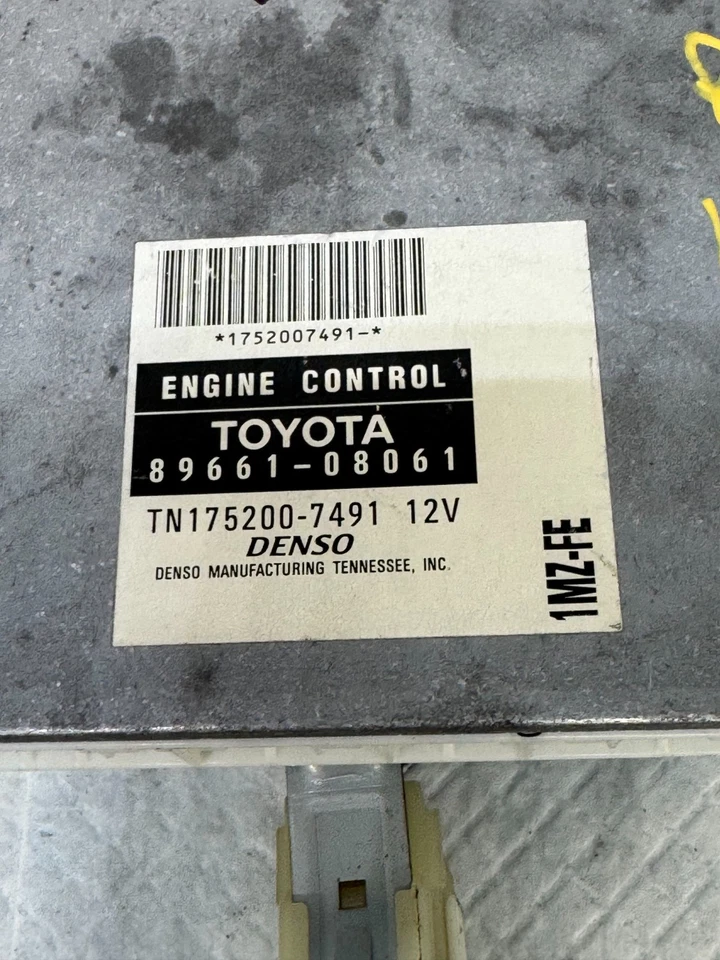 *1752007491-*
ENGINE CONTROL
TOYOTA
89661-08061
TN175200-7491 12V
DENSO
DENSO MANUFACTURING TENNESSEE, INC.
1MZ-FE